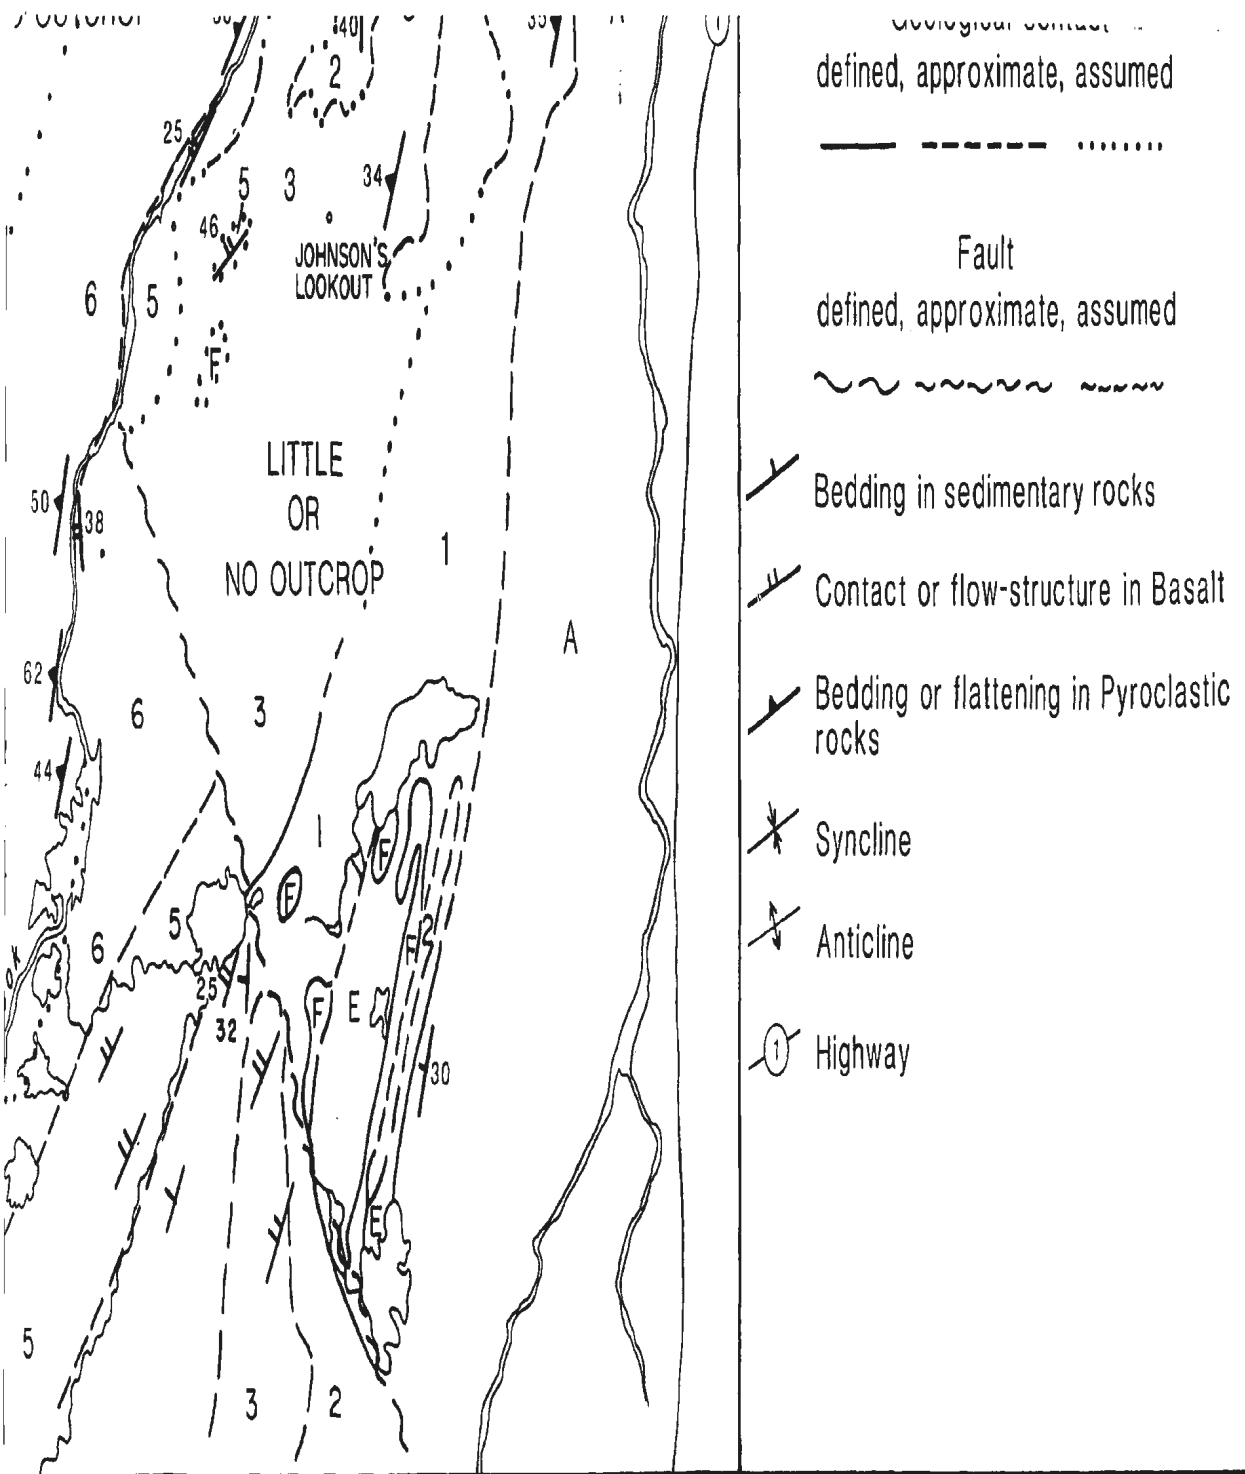 40
35
1
2
25
34
5
3
46
JOHNSON'S
LOOKOUT
6
5
F
LITTLE
OR
NO OUTCROP
50
38
1
A
62
6
3
44
1
F
F
5
6
25
F
2
F
E
32
30
E
5
3
2
defined, approximate, assumed
Fault
defined, approximate, assumed
Bedding in sedimentary rocks
Contact or flow-structure in Basalt
Bedding or flattening in Pyroclastic
rocks
Syncline
Anticline
1 Highway